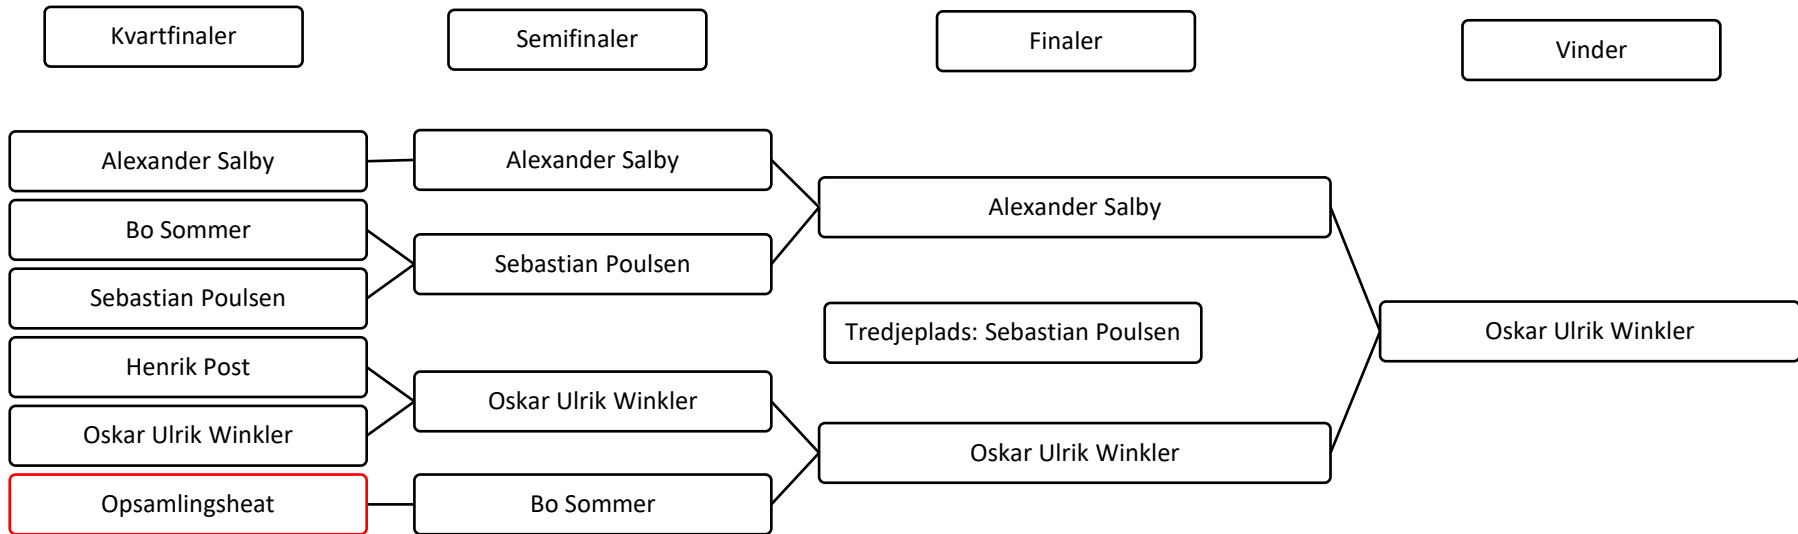 Kvartfinaler
Semifinaler
Finaler
Vinder
Alexander Salby
Bo Sommer
Sebastian Poulsen
Henrik Post
Oskar Ulrik Winkler
Opsamlingsheat
Alexander Salby
Sebastian Poulsen
Oskar Ulrik Winkler
Bo Sommer
Alexander Salby
Tredjeplads: Sebastian Poulsen
Oskar Ulrik Winkler
Oskar Ulrik Winkler